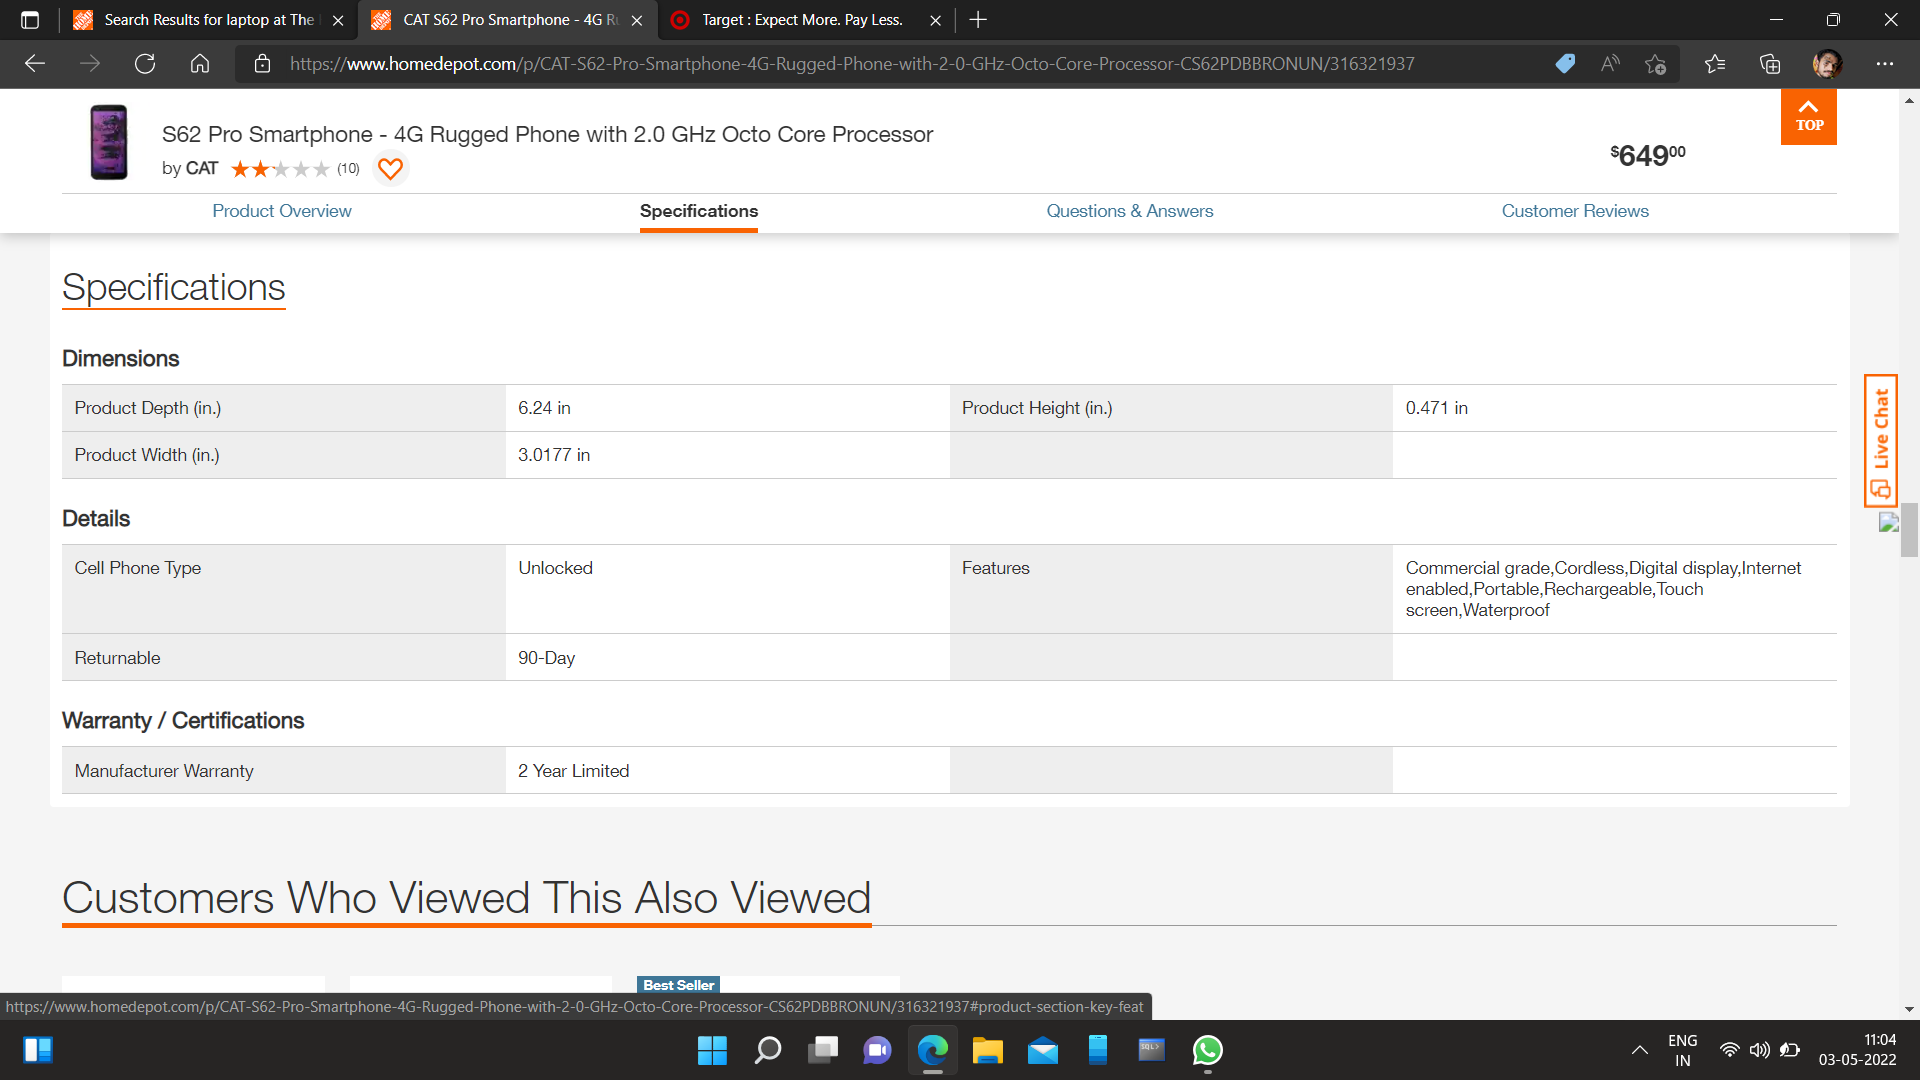 Search Results for laptop at The
CAT S62 Pro Smartphone - 4G Ru
Target : Expect More. Pay Less.
https://www.homedepot.com/p/CAT-S62-Pro-Smartphone-4G-Rugged-Phone-with-2-0-GHz-Octo-Core-Processor-CS62PDBBRONUN/316321937
TOP
S62 Pro Smartphone - 4G Rugged Phone with 2.0 GHz Octo Core Processor
by CAT (10)
$64900
Product Overview
Specifications
Questions & Answers
Customer Reviews
Specifications
Dimensions
Product Depth (in.) 6.24 in Product Height (in.) 0.471 in
Product Width (in.) 3.0177 in
Live Chat
Details
Cell Phone Type Unlocked Features Commercial grade,Cordless,Digital display,Internet
enabled,Portable,Rechargeable,Touch
screen,Waterproof
Returnable 90-Day
Warranty / Certifications
Manufacturer Warranty 2 Year Limited
Customers Who Viewed This Also Viewed
Best Seller
https://www.homedepot.com/p/CAT-S62-Pro-Smartphone-4G-Rugged-Phone-with-2-0-GHz-Octo-Core-Processor-CS62PDBBRONUN/316321937#product-section-key-feat
SQL>
ENG
IN
11:04
03-05-2022